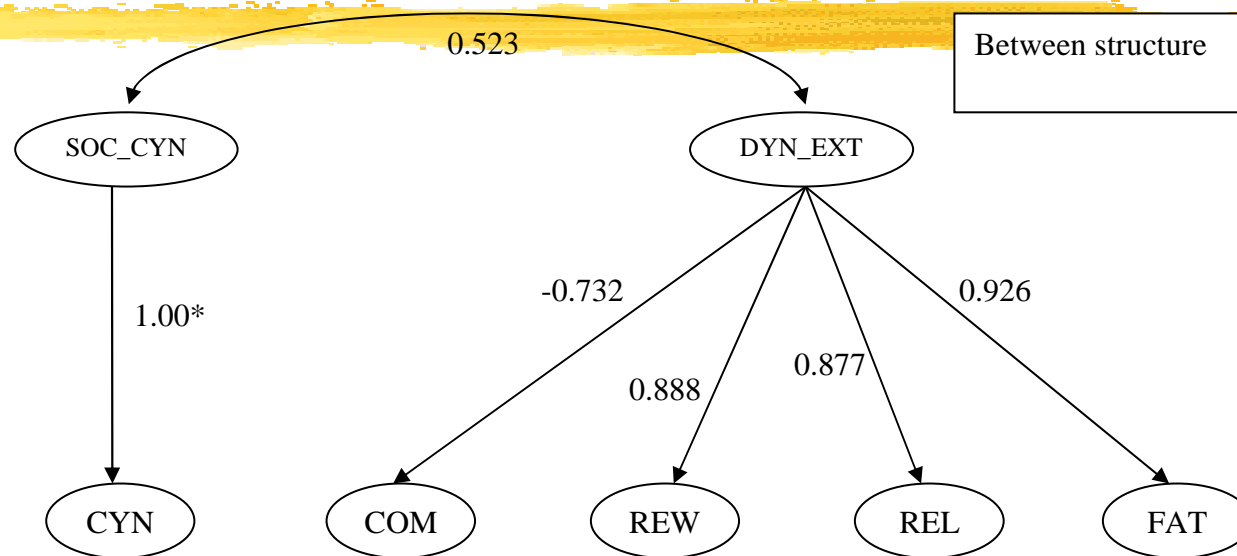 0.523
Between structure
SOC_CYN
DYN_EXT
-0.732
0.926
1.00*
0.877
0.888
CYN
COM
REW
REL
FAT